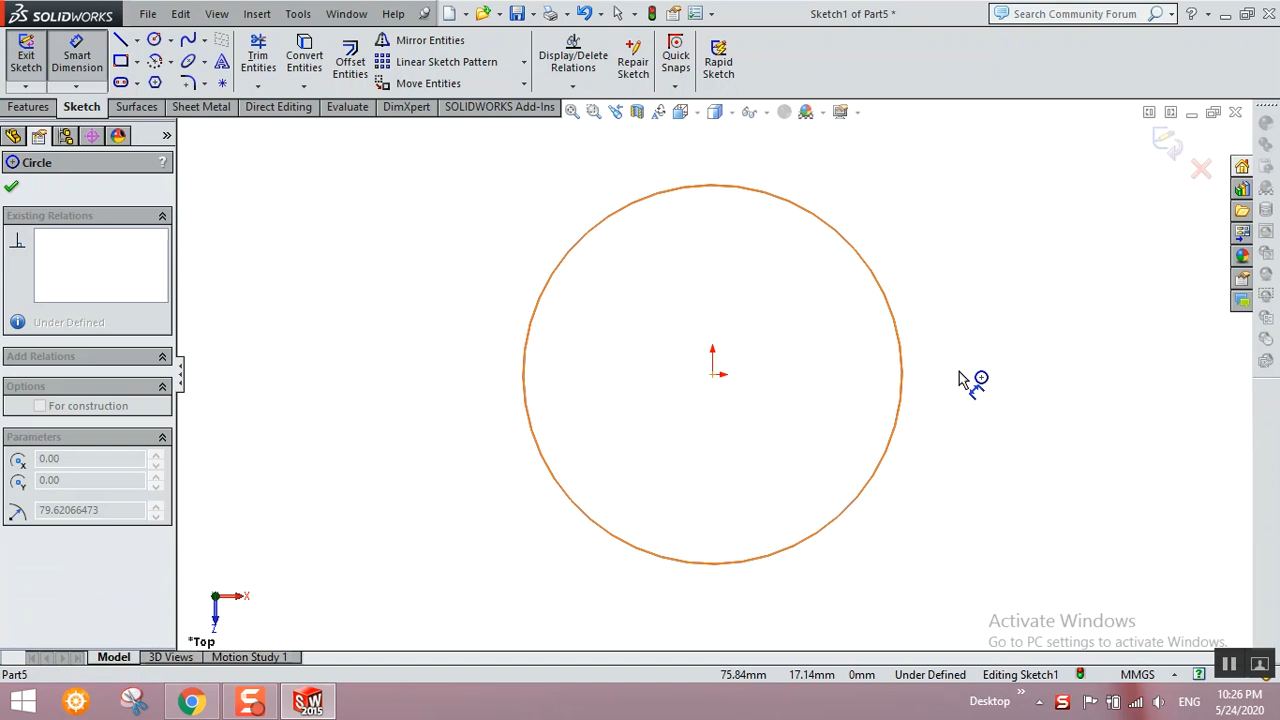 SOLIDWORKS File Edit View Insert Tools Window Help Sketch1 of Part5 * Search Community Forum ?
Exit Sketch
Smart Dimension
Trim Entities
Convert Entities
Offset Entities
Mirror Entities
Linear Sketch Pattern
Move Entities
Display/Delete Relations
Repair Sketch
Quick Snaps
Rapid Sketch
Features Sketch Surfaces Sheet Metal Direct Editing Evaluate DimXpert SOLIDWORKS Add-Ins
Circle ?
Existing Relations
Under Defined
Add Relations
Options
For construction
Parameters
0.00
0.00
79.62066473
X
Z
*Top
Activate Windows
Go to PC settings to activate Windows.
Model 3D Views Motion Study 1
Part5 75.84mm 17.14mm 0mm Under Defined Editing Sketch1 MMGS ?
SW 2015
Desktop ENG
10:26 PM
5/24/2020